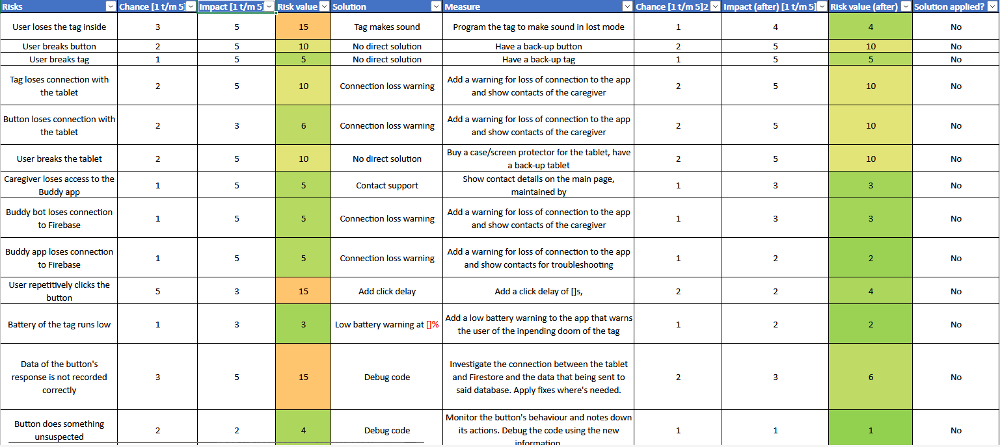 Risks Chance [1 t/m 5] Impact [1 t/m 5] Risk value Solution Measure Chance [1 t/m 5]2 Impact (after) [1 t/m 5] Risk value (after) Solution applied?
User loses the tag inside 3 5 15 Tag makes sound Program the tag to make sound in lost mode 1 4 4 No
User breaks button 2 5 10 No direct solution Have a back-up button 2 5 10 No
User breaks tag 1 5 5 No direct solution Have a back-up tag 1 5 5 No
Tag loses connection with
the tablet
2 5 10 Connection loss warning
Add a warning for loss of connection to the app
and show contacts of the caregiver
2 5 10 No
Button loses connection with
the tablet
2 3 6 Connection loss warning
Add a warning for loss of connection to the app
and show contacts of the caregiver
2 5 10 No
User breaks the tablet 2 5 10 No direct solution
Buy a case/screen protector for the tablet, have
a back-up tablet
2 5 10 No
Caregiver loses access to the
Buddy app
1 5 5 Contact support
Show contact details on the main page,
maintained by
1 3 3 No
Buddy bot loses connection
to Firebase
1 5 5 Connection loss warning
Add a warning for loss of connection to the app
and show contacts of the caregiver
1 3 3 No
Buddy app loses connection
to Firebase
1 5 5 Connection loss warning
Add a warning for loss of connection to the app
and show contacts for troubleshooting
1 2 2 No
User repetitively clicks the
button
5 3 15 Add click delay Add a click delay of []s, 2 2 4 No
Battery of the tag runs low 1 3 3 Low battery warning at []%
Add a low battery warning to the app that warns
the user of the inpending doom of the tag
1 2 2 No
Data of the button's
response is not recorded
correctly
3 5 15 Debug code
Investigate the connection between the tablet
and Firestore and the data that being sent to
said database. Apply fixes where's needed.
2 3 6 No
Button does something
unsuspected
2 2 4 Debug code
Monitor the button's behaviour and notes down
its actions. Debug the code using the new
information
1 1 1 No